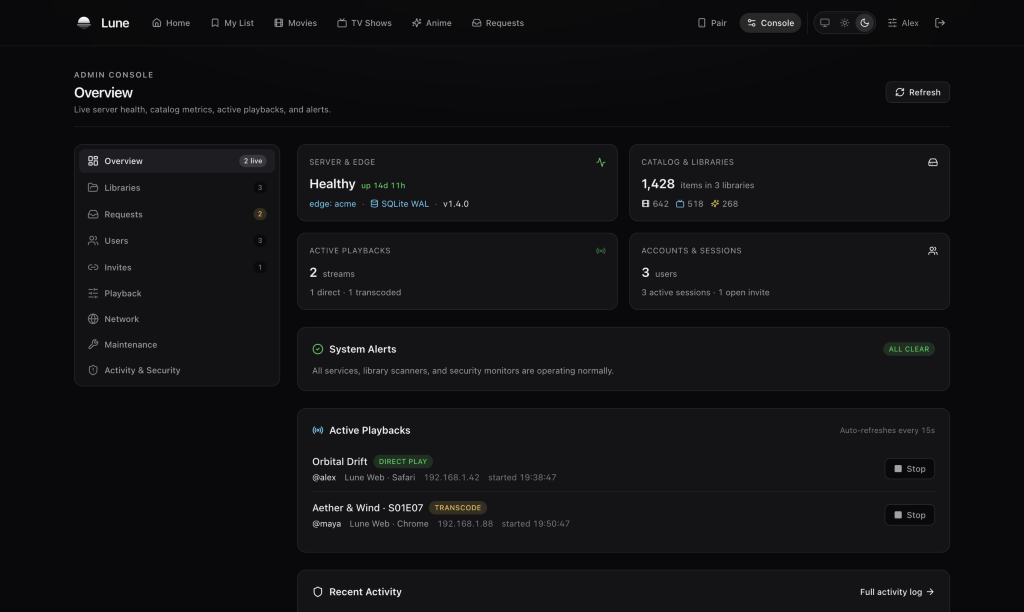 Lune Home My List Movies TV Shows Anime Requests Pair Console Alex
ADMIN CONSOLE
Overview
Live server health, catalog metrics, active playbacks, and alerts.
Refresh
Overview 2 live
Libraries 3
Requests 2
Users 3
Invites 1
Playback
Network
Maintenance
Activity & Security
SERVER & EDGE
Healthy up 14d 11h
edge: acme · SQLite WAL · v1.4.0
CATALOG & LIBRARIES
1,428 items in 3 libraries
642 518 268
ACTIVE PLAYBACKS
2 streams
1 direct · 1 transcoded
ACCOUNTS & SESSIONS
3 users
3 active sessions · 1 open invite
System Alerts ALL CLEAR
All services, library scanners, and security monitors are operating normally.
Active Playbacks Auto-refreshes every 15s
Orbital Drift DIRECT PLAY
@alex Lune Web · Safari 192.168.1.42 started 19:38:47
Stop
Aether & Wind · S01E07 TRANSCODE
@maya Lune Web · Chrome 192.168.1.88 started 19:50:47
Stop
Recent Activity Full activity log →